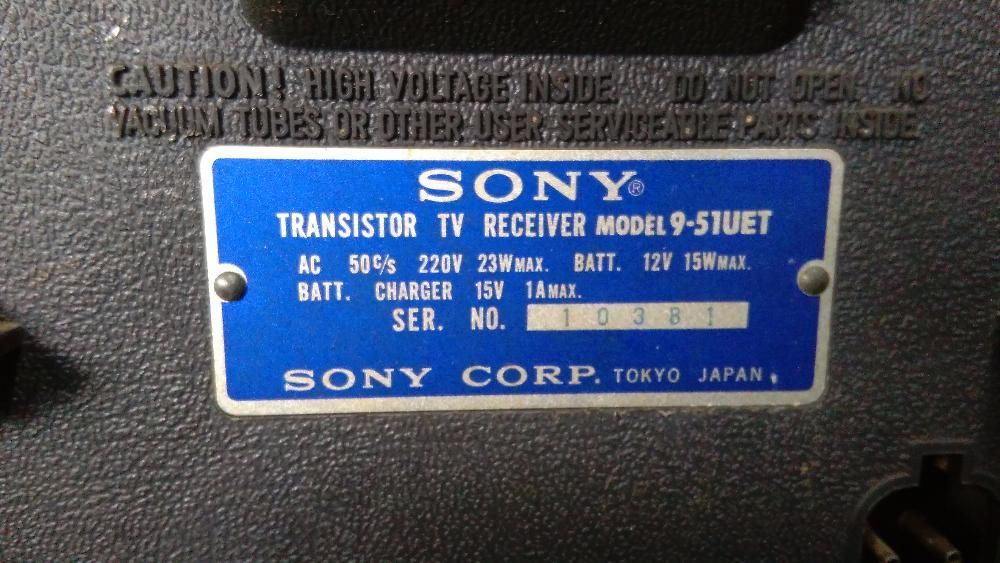 CAUTION! HIGH VOLTAGE INSIDE. DO NOT OPEN. NO
VACUUM TUBES OR OTHER USER SERVICEABLE PARTS INSIDE
SONY®
TRANSISTOR TV RECEIVER MODEL 9-51UET
AC 50c/s 220V 23WMAX. BATT. 12V 15WMAX.
BATT. CHARGER 15V 1AMAX.
SER. NO. 10381
SONY CORP. TOKYO JAPAN.